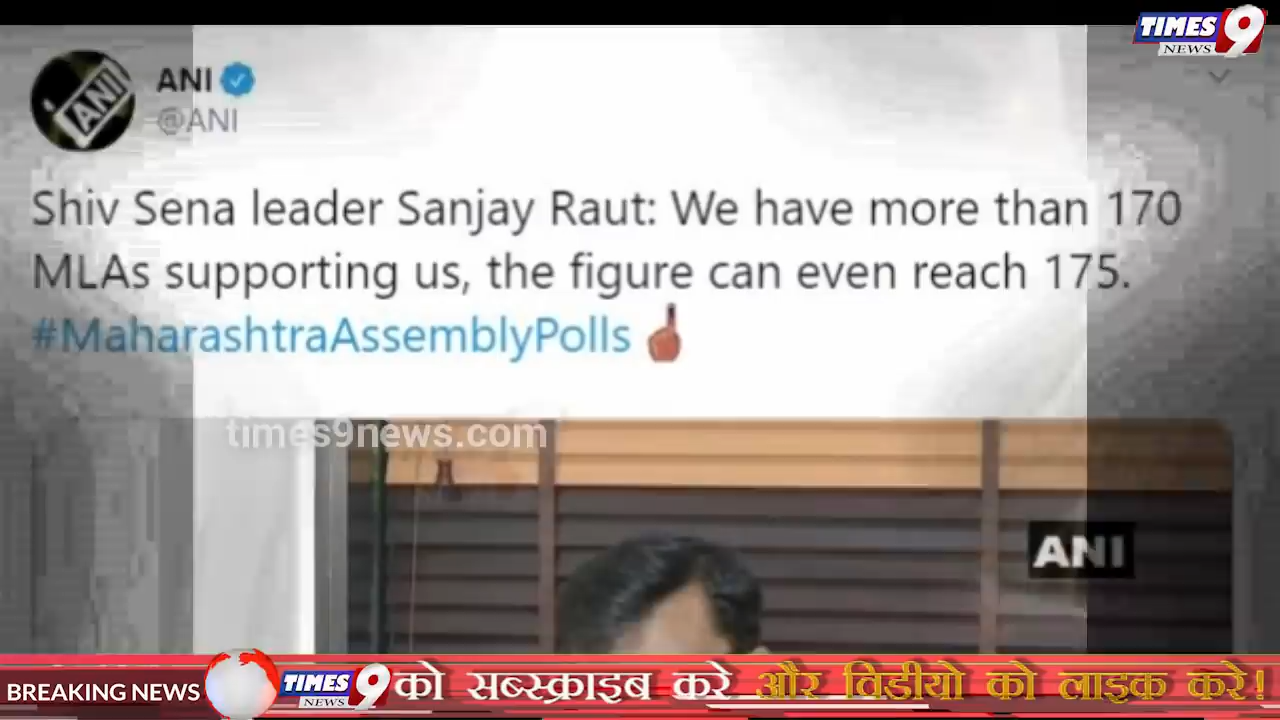 TIMES 9
NEWS
ANI
ANI
@ANI
Shiv Sena leader Sanjay Raut: We have more than 170
MLAs supporting us, the figure can even reach 175.
#MaharashtraAssemblyPolls
times9news.com
ANI
BREAKING NEWS TIMES 9 NEWS को सब्स्क्राइब करे और विडीयो को लाइक करे!